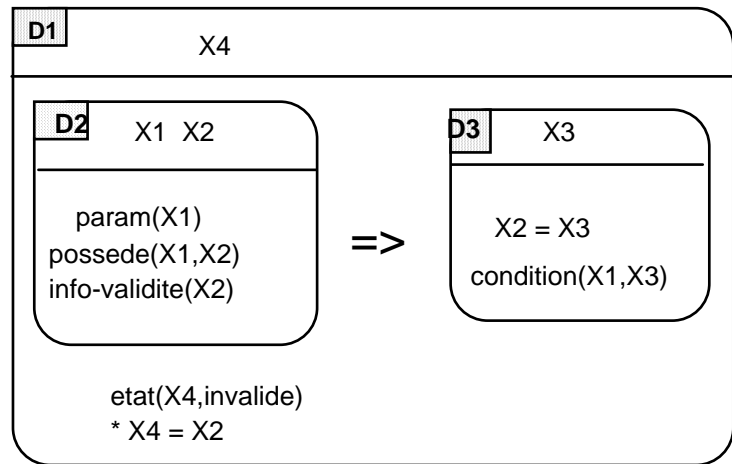 D1
X4
D2
X1 X2
param(X1)
possede(X1,X2)
info-validite(X2)
=>
D3
X3
X2 = X3
condition(X1,X3)
etat(X4,invalide)
* X4 = X2